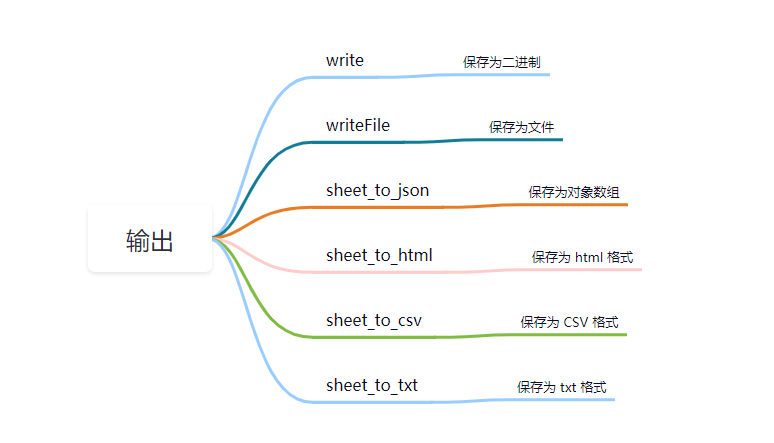 输出
write
保存为二进制
writeFile
保存为文件
sheet_to_json
保存为对象数组
sheet_to_html
保存为 html 格式
sheet_to_csv
保存为 CSV 格式
sheet_to_txt
保存为 txt 格式